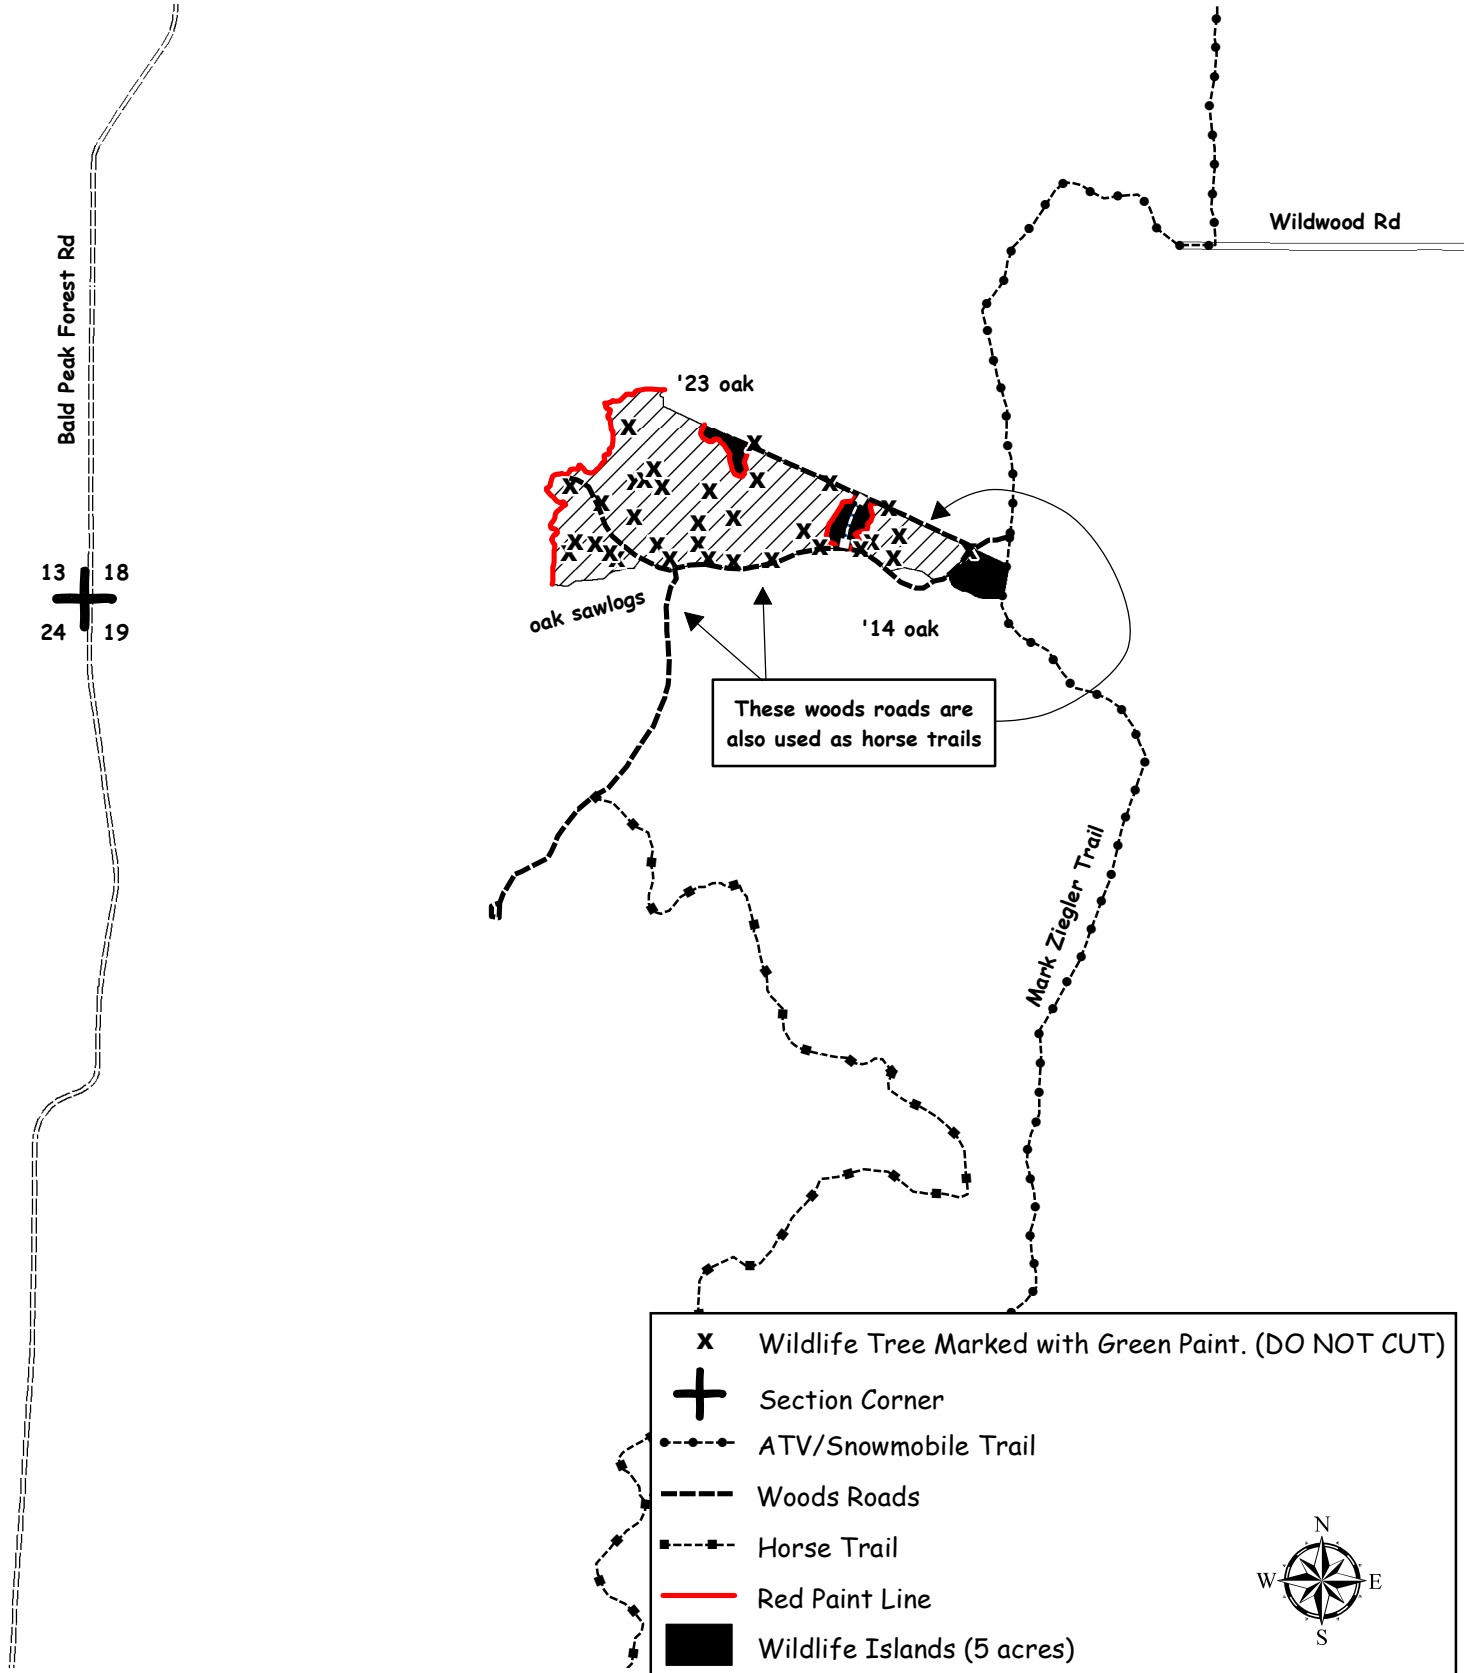 Wildwood Rd
Bald Peak Forest Rd
'23 oak
13 18
24 19
oak sawlogs
'14 oak
These woods roads are
also used as horse trails
Mark Ziegler Trail
x Wildlife Tree Marked with Green Paint. (DO NOT CUT)
Section Corner
ATV/Snowmobile Trail
Woods Roads
Horse Trail
Red Paint Line
Wildlife Islands (5 acres)
N
W E
S